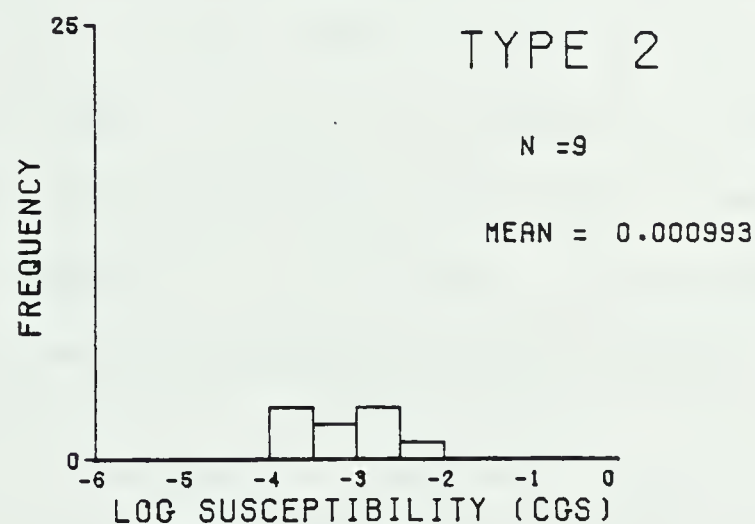 25
TYPE 2
N =9
MEAN = 0.000993
FREQUENCY
0
-6 -5 -4 -3 -2 -1 0
LOG SUSCEPTIBILITY (CGS)